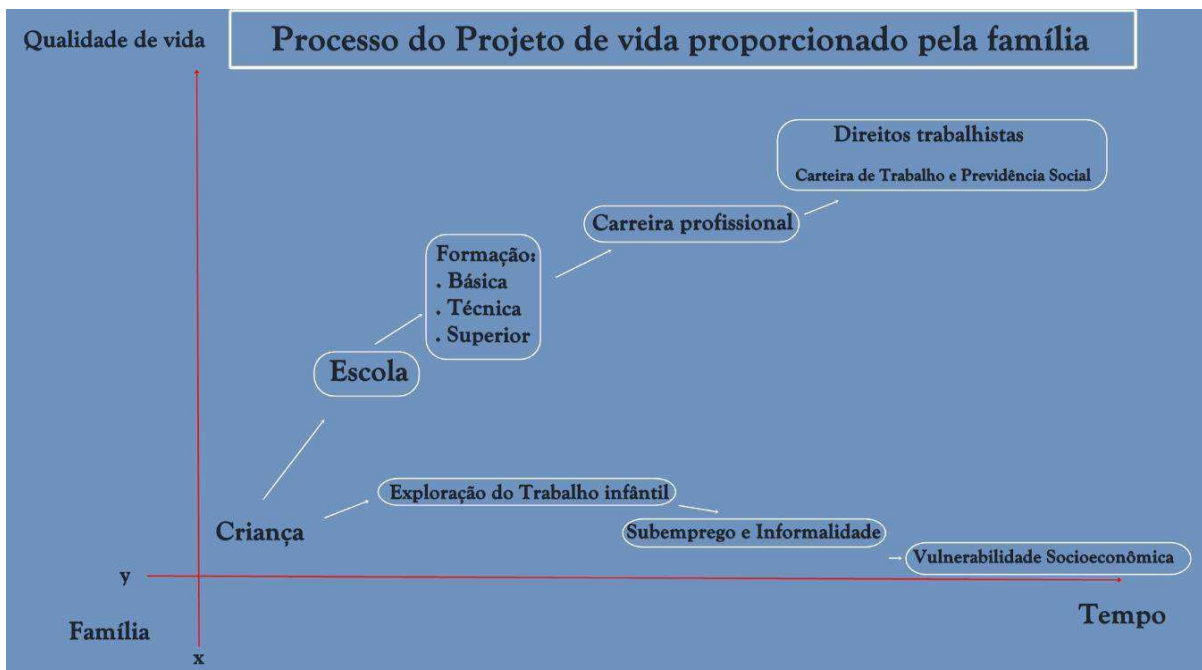 Qualidade de vida
Processo do Projeto de vida proporcionado pela família
Direitos trabalhistas
Carteira de Trabalho e Previdência Social
Carreira profissional
Formação:
. Básica
. Técnica
. Superior
Escola
Exploração do Trabalho infântil
Criança
Subemprego e Informalidade
Vulnerabilidade Socioeconômica
y
Tempo
Família
x